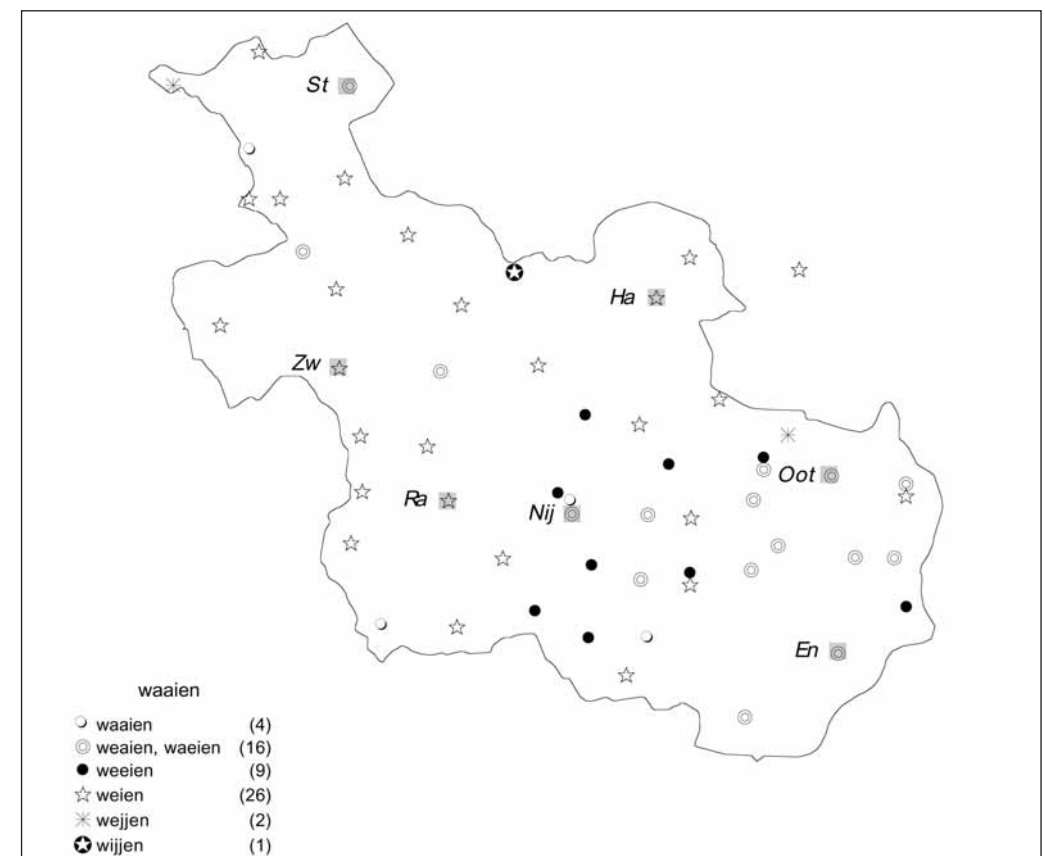 St
Ha
Zw
Oot
Ra
Nij
En
waaien
waaien (4)
weaien, waeien (16)
weeien (9)
weien (26)
wejjen (2)
wijjen (1)